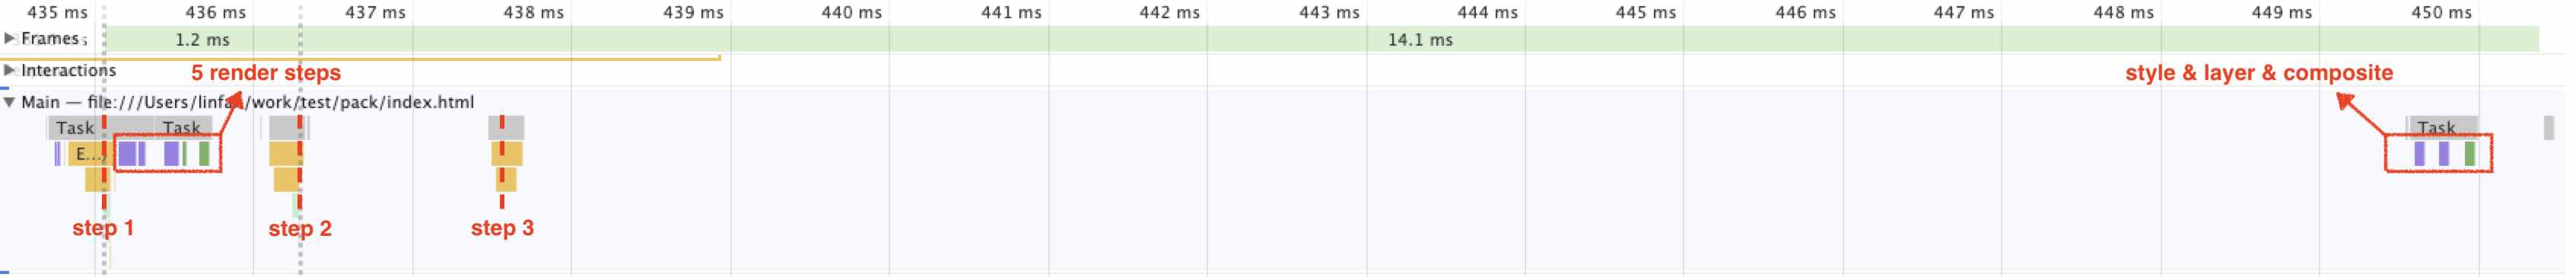 435 ms 436 ms 437 ms 438 ms 439 ms 440 ms 441 ms 442 ms 443 ms 444 ms 445 ms 446 ms 447 ms 448 ms 449 ms 450 ms
Frames 1.2 ms 14.1 ms
Interactions 5 render steps style & layer & composite
Main — file:///Users/ /work/test/pack/index.html
Task Task Task
E...
step 1 step 2 step 3